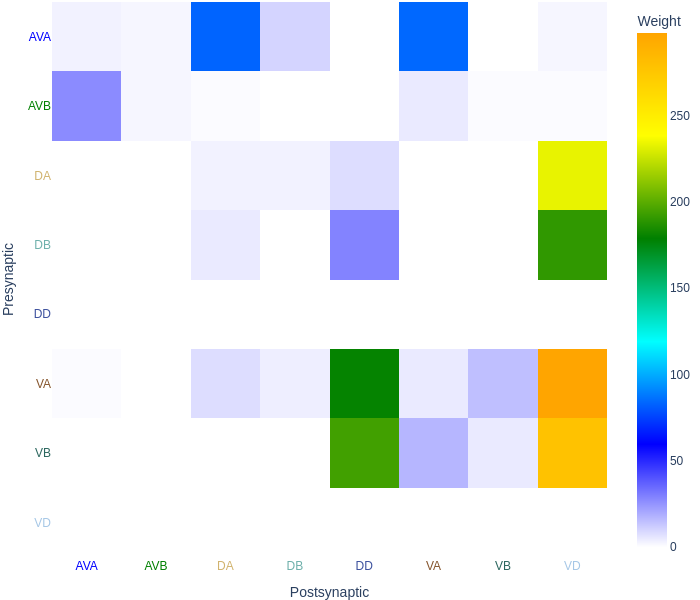 Weight
AVA
AVB
DA
DB
DD
VA
VB
VD
Presynaptic
250
200
150
100
50
0
AVA AVB DA DB DD VA VB VD
Postsynaptic